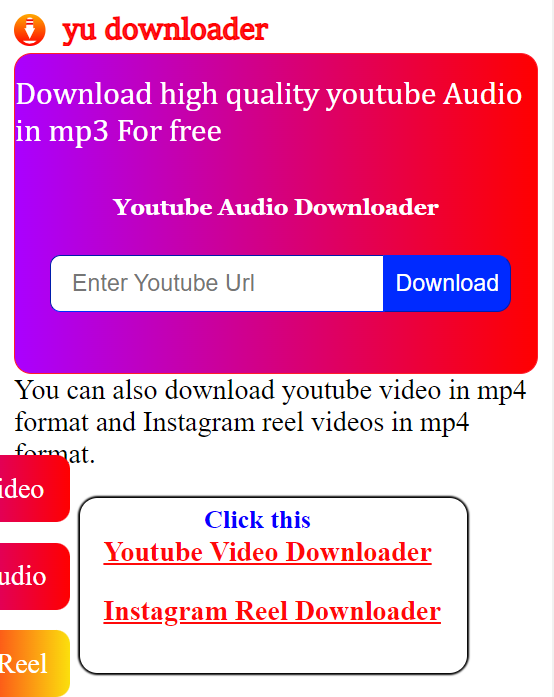 yu downloader
Download high quality youtube Audio
in mp3 For free
Youtube Audio Downloader
Enter Youtube Url
Download
You can also download youtube video in mp4
format and Instagram reel videos in mp4
format.
ideo
Click this
Youtube Video Downloader
udio
Instagram Reel Downloader
Reel